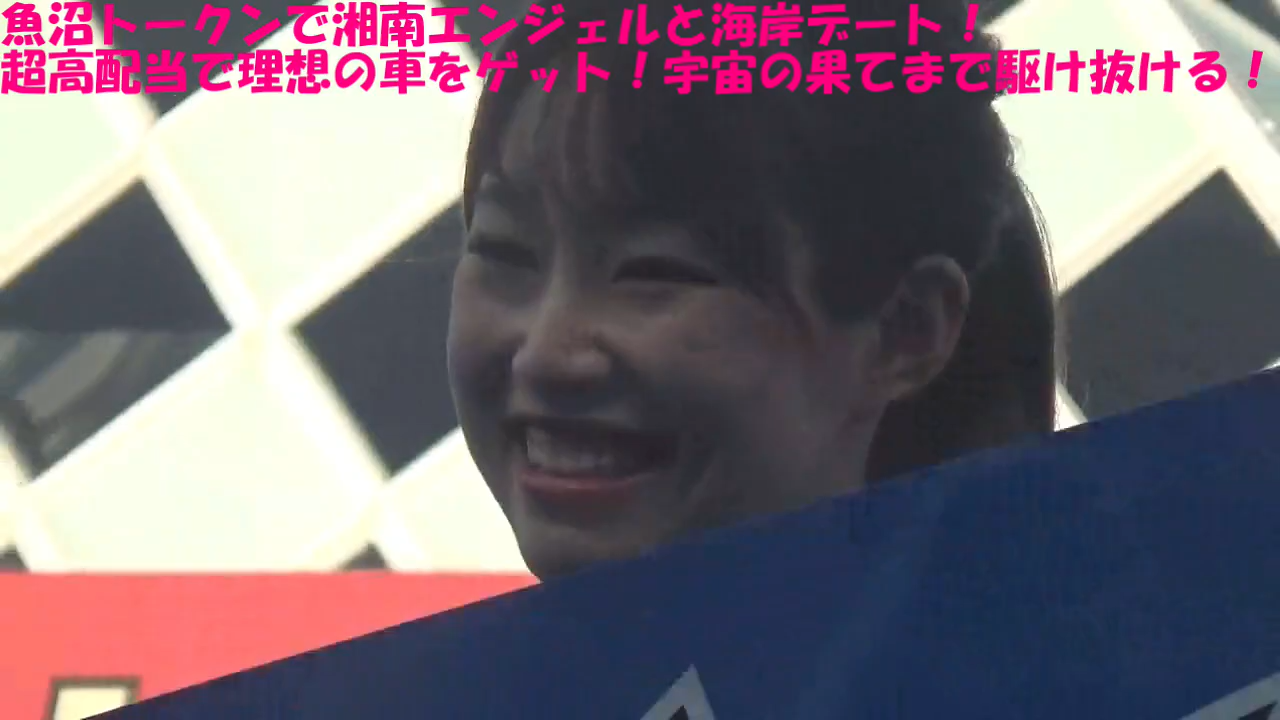 魚沼トークンで湘南エンジェルと海岸デート！
超高配当で理想の車をゲット！宇宙の果てまで駆け抜ける！